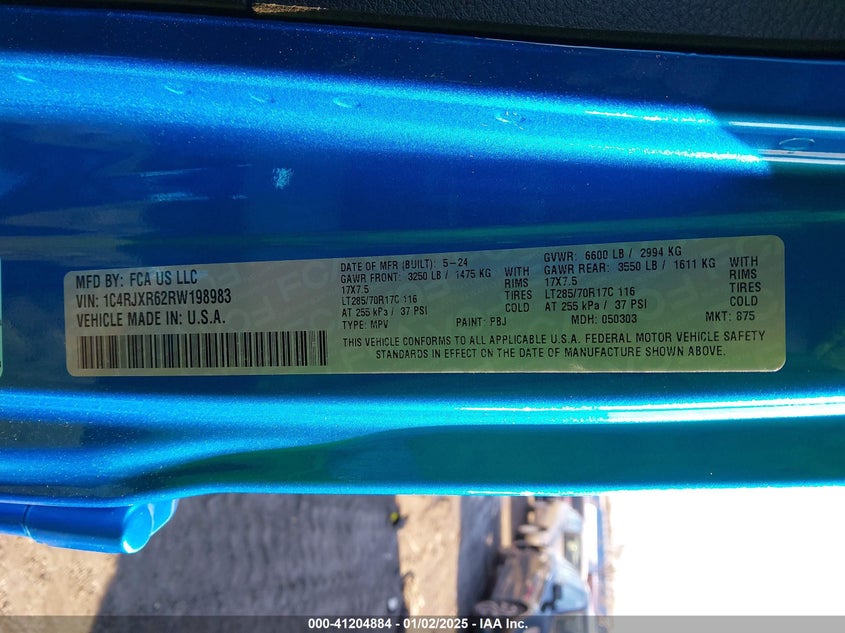 MFD BY: FCA US LLC
VIN: 1C4RJXR62RW198983
VEHICLE MADE IN: U.S.A.
DATE OF MFR (BUILT): 5-24
GAWR FRONT: 3250 LB / 1475 KG WITH
17X7.5 RIMS
LT285/70R17C 116 TIRES
AT 255 kPa / 37 PSI COLD
TYPE: MPV PAINT: PBJ
GVWR: 6600 LB / 2994 KG
GAWR REAR: 3550 LB / 1611 KG WITH
17X7.5 RIMS
LT285/70R17C 116 TIRES
AT 255 kPa / 37 PSI COLD
MDH: 050303 MKT: 875
THIS VEHICLE CONFORMS TO ALL APPLICABLE U.S.A. FEDERAL MOTOR VEHICLE SAFETY
STANDARDS IN EFFECT ON THE DATE OF MANUFACTURE SHOWN ABOVE.
000-41204884 - 01/02/2025 - IAA Inc.